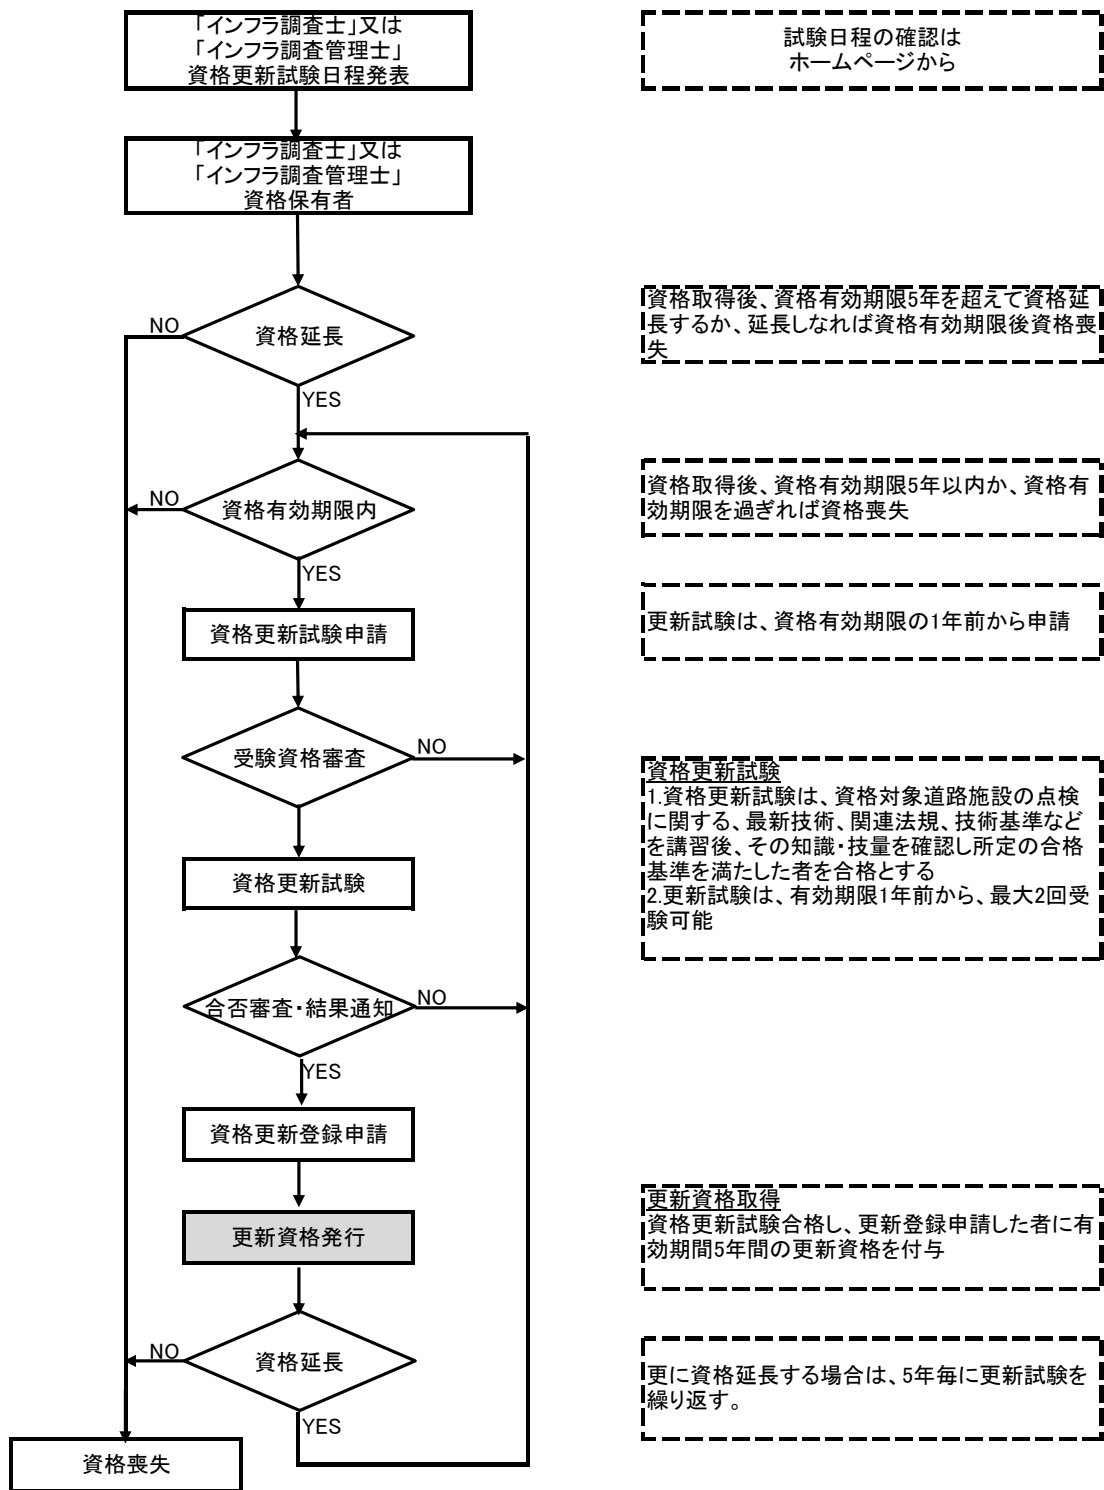 「インフラ調査士」又は
「インフラ調査管理士」
資格更新試験日程発表
試験日程の確認は
ホームページから
「インフラ調査士」又は
「インフラ調査管理士」
資格保有者
資格延長
NO
YES
資格取得後、資格有効期限5年を超えて資格延
長するか、延長しなれば資格有効期限後資格喪
失
資格有効期限内
NO
YES
資格取得後、資格有効期限5年以内か、資格有
効期限を過ぎれば資格喪失
資格更新試験申請
更新試験は、資格有効期限の1年前から申請
受験資格審査
NO
資格更新試験
資格更新試験
1.資格更新試験は、資格対象道路施設の点検
に関する、最新技術、関連法規、技術基準など
を講習後、その知識・技量を確認し所定の合格
基準を満たした者を合格とする
2.更新試験は、有効期限1年前から、最大2回受
験可能
合否審査・結果通知
NO
YES
資格更新登録申請
更新資格発行
更新資格取得
資格更新試験合格し、更新登録申請した者に有
効期間5年間の更新資格を付与
資格延長
NO
YES
更に資格延長する場合は、5年毎に更新試験を
繰り返す。
資格喪失